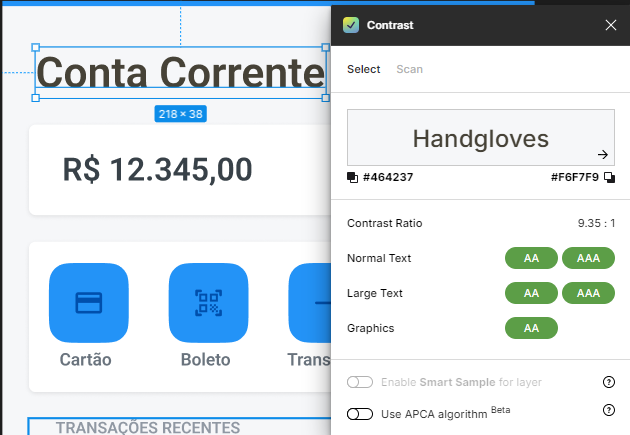 Contrast
Select Scan
Conta Corrente
218 × 38
R$ 12.345,00
Cartão
Boleto
Trans
TRANSAÇÕES RECENTES
Handgloves
#464237 #F6F7F9
Contrast Ratio 9.35 : 1
Normal Text AA AAA
Large Text AA AAA
Graphics AA
Enable Smart Sample for layer
Use APCA algorithm Beta